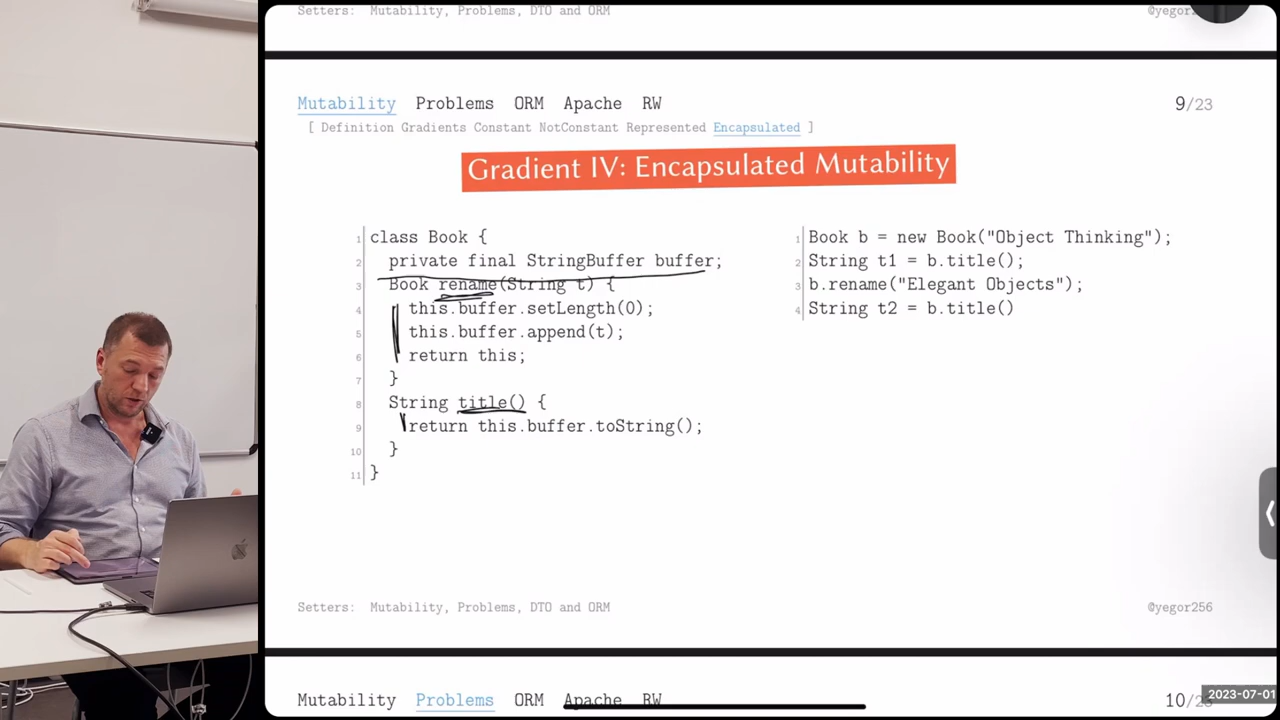 Setters: Mutability, Problems, DTO and ORM
Mutability Problems ORM Apache RW
9/23
[ Definition Gradients Constant NotConstant Represented Encapsulated ]
Gradient IV: Encapsulated Mutability
1 class Book {
2 private final StringBuffer buffer;
3 Book rename(String t) {
4 this.buffer.setLength(0);
5 this.buffer.append(t);
6 return this;
7 }
8 String title() {
9 return this.buffer.toString();
10 }
11 }
1 Book b = new Book("Object Thinking");
2 String t1 = b.title();
3 b.rename("Elegant Objects");
4 String t2 = b.title()
Setters: Mutability, Problems, DTO and ORM
@yegor256
Mutability Problems ORM Apache RW
2023-07-01